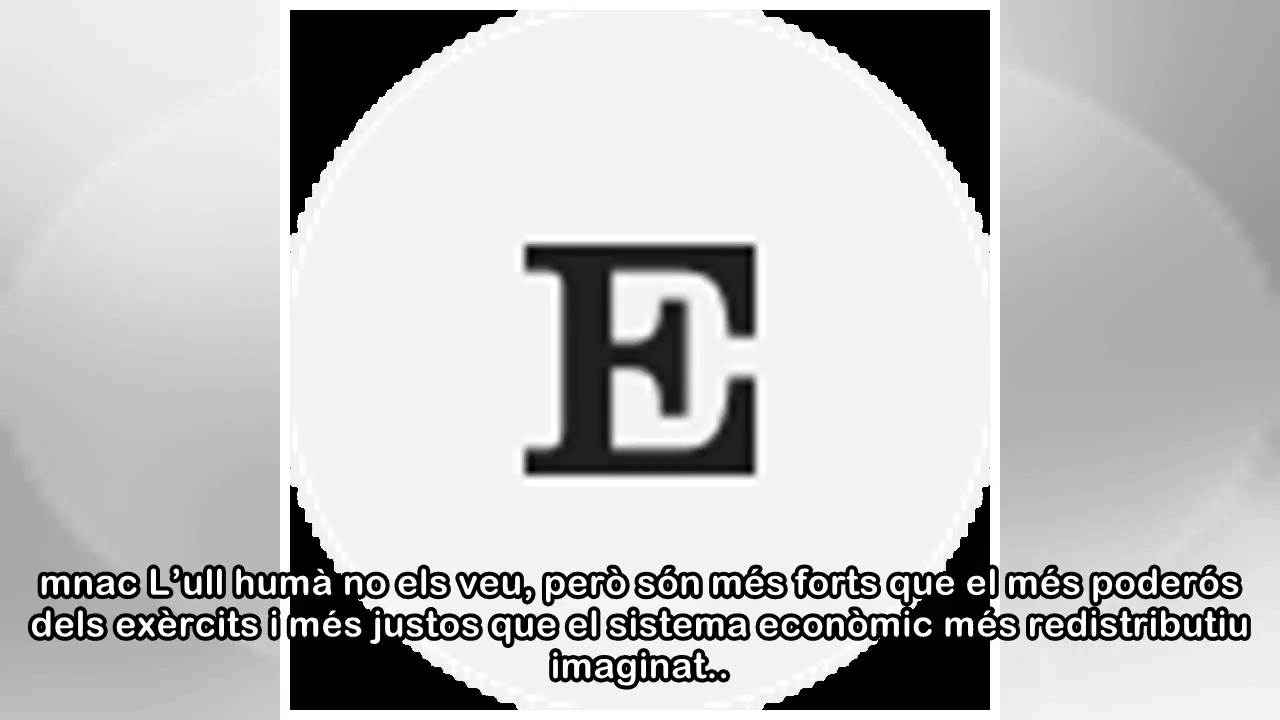 E
mnac L’ull humà no els veu, però són més forts que el més poderós
dels exèrcits i més justos que el sistema econòmic més redistributiu
imaginat..